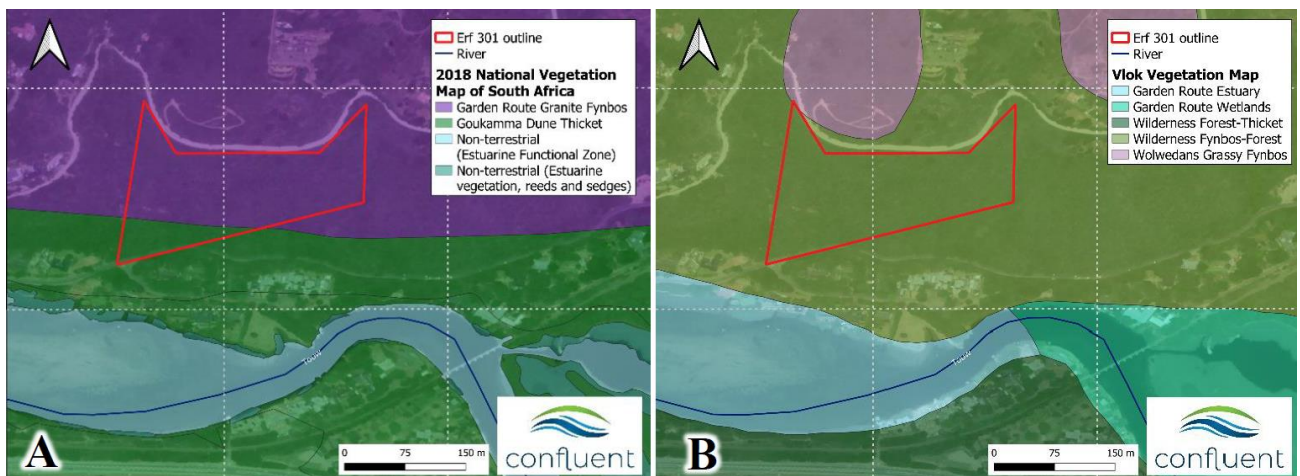 Erf 301 outline
River
2018 National Vegetation
Map of South Africa
Garden Route Granite Fynbos
Goukamma Dune Thicket
Non-terrestrial
(Estuarine Functional Zone)
Non-terrestrial (Estuarine
vegetation, reeds and sedges)
Touw
A
0 75 150 m
confluent
Erf 301 outline
River
Vlok Vegetation Map
Garden Route Estuary
Garden Route Wetlands
Wilderness Forest-Thicket
Wilderness Fynbos-Forest
Wolwedans Grassy Fynbos
Touw
B
0 75 150 m
confluent